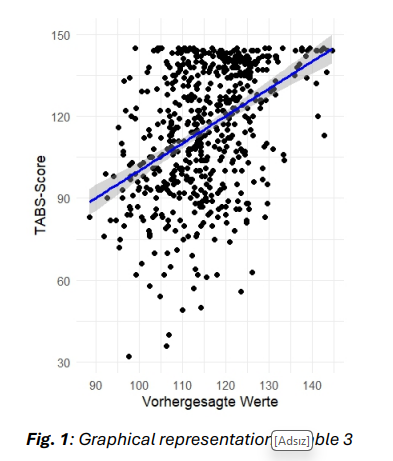 150
120
90
60
30
TABS-Score
90 100 110 120 130 140
Vorhergesagte Werte
Fig. 1: Graphical representation [Adsız] ble 3